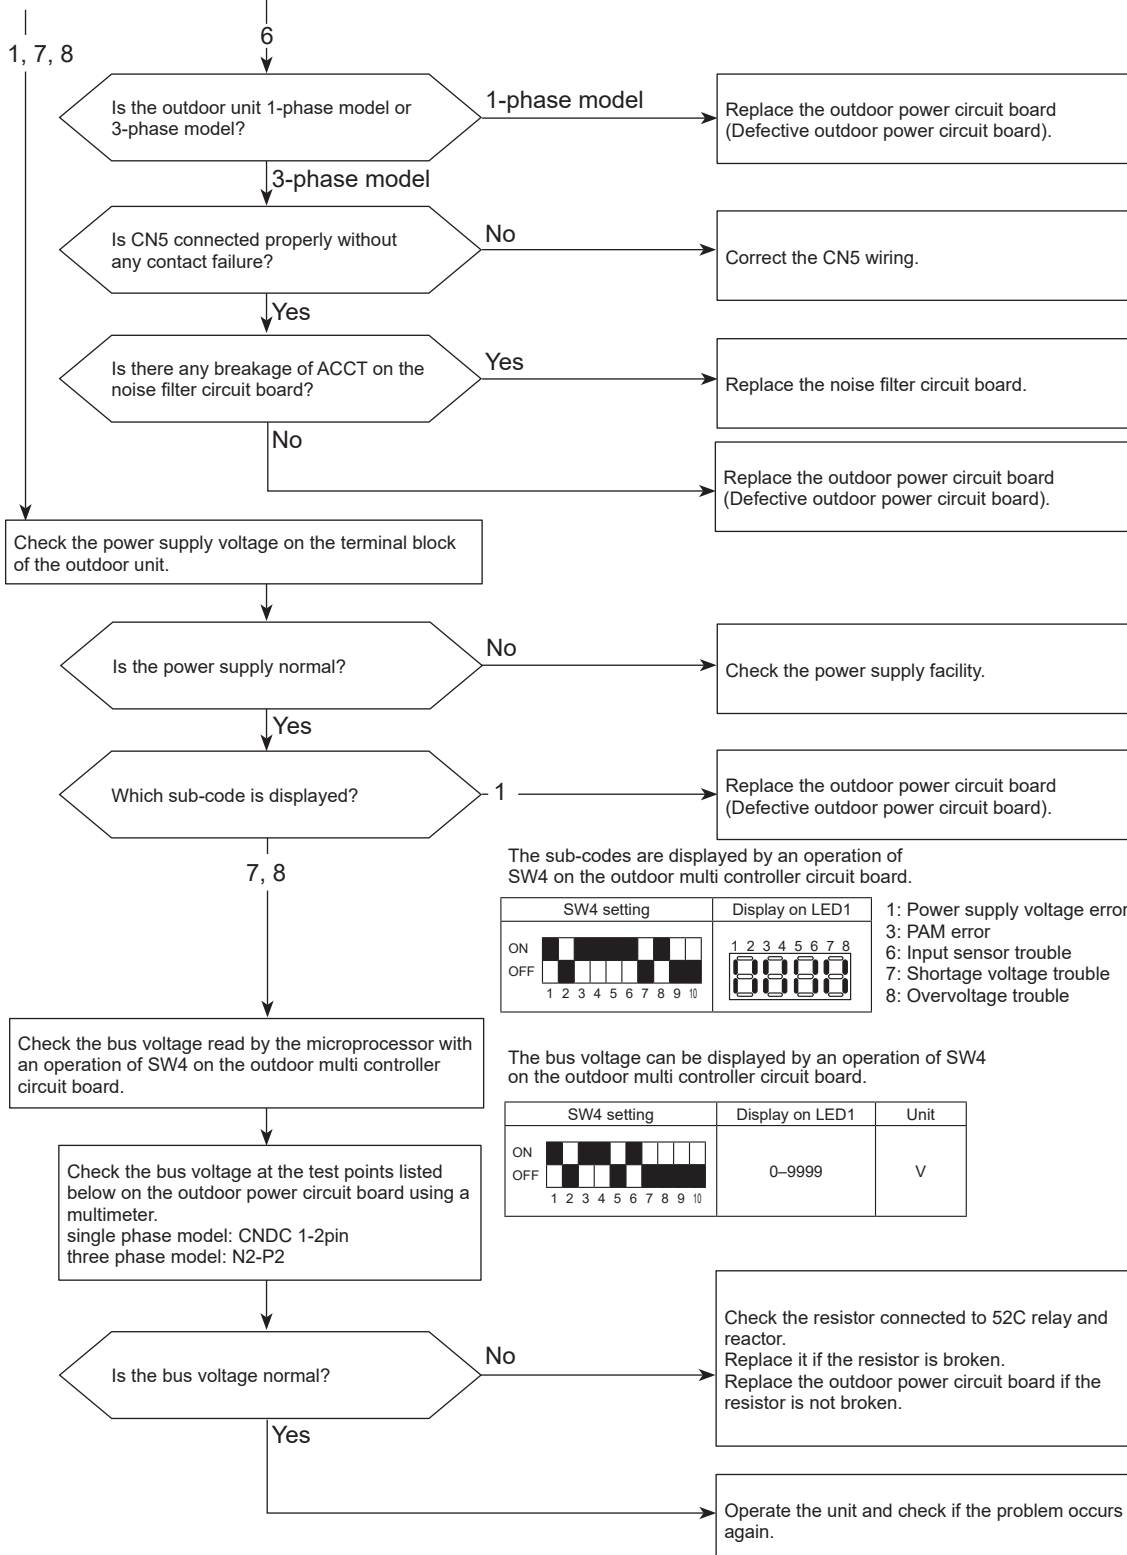 1, 7, 8
6
Is the outdoor unit 1-phase model or
3-phase model?
1-phase model
Replace the outdoor power circuit board
(Defective outdoor power circuit board).
3-phase model
Is CN5 connected properly without
any contact failure?
No
Correct the CN5 wiring.
Yes
Is there any breakage of ACCT on the
noise filter circuit board?
Yes
Replace the noise filter circuit board.
No
Replace the outdoor power circuit board
(Defective outdoor power circuit board).
Check the power supply voltage on the terminal block
of the outdoor unit.
Is the power supply normal?
No
Check the power supply facility.
Yes
Which sub-code is displayed?
1
Replace the outdoor power circuit board
(Defective outdoor power circuit board).
7, 8
The sub-codes are displayed by an operation of
SW4 on the outdoor multi controller circuit board.
SW4 setting
Display on LED1
ON
OFF
1 2 3 4 5 6 7 8 9 10
1 2 3 4 5 6 7 8
1: Power supply voltage error
3: PAM error
6: Input sensor trouble
7: Shortage voltage trouble
8: Overvoltage trouble
Check the bus voltage read by the microprocessor with
an operation of SW4 on the outdoor multi controller
circuit board.
The bus voltage can be displayed by an operation of SW4
on the outdoor multi controller circuit board.
SW4 setting
Display on LED1
Unit
ON
OFF
1 2 3 4 5 6 7 8 9 10
0–9999
V
Check the bus voltage at the test points listed
below on the outdoor power circuit board using a
multimeter.
single phase model: CNDC 1-2pin
three phase model: N2-P2
Is the bus voltage normal?
No
Check the resistor connected to 52C relay and
reactor.
Replace it if the resistor is broken.
Replace the outdoor power circuit board if the
resistor is not broken.
Yes
Operate the unit and check if the problem occurs
again.